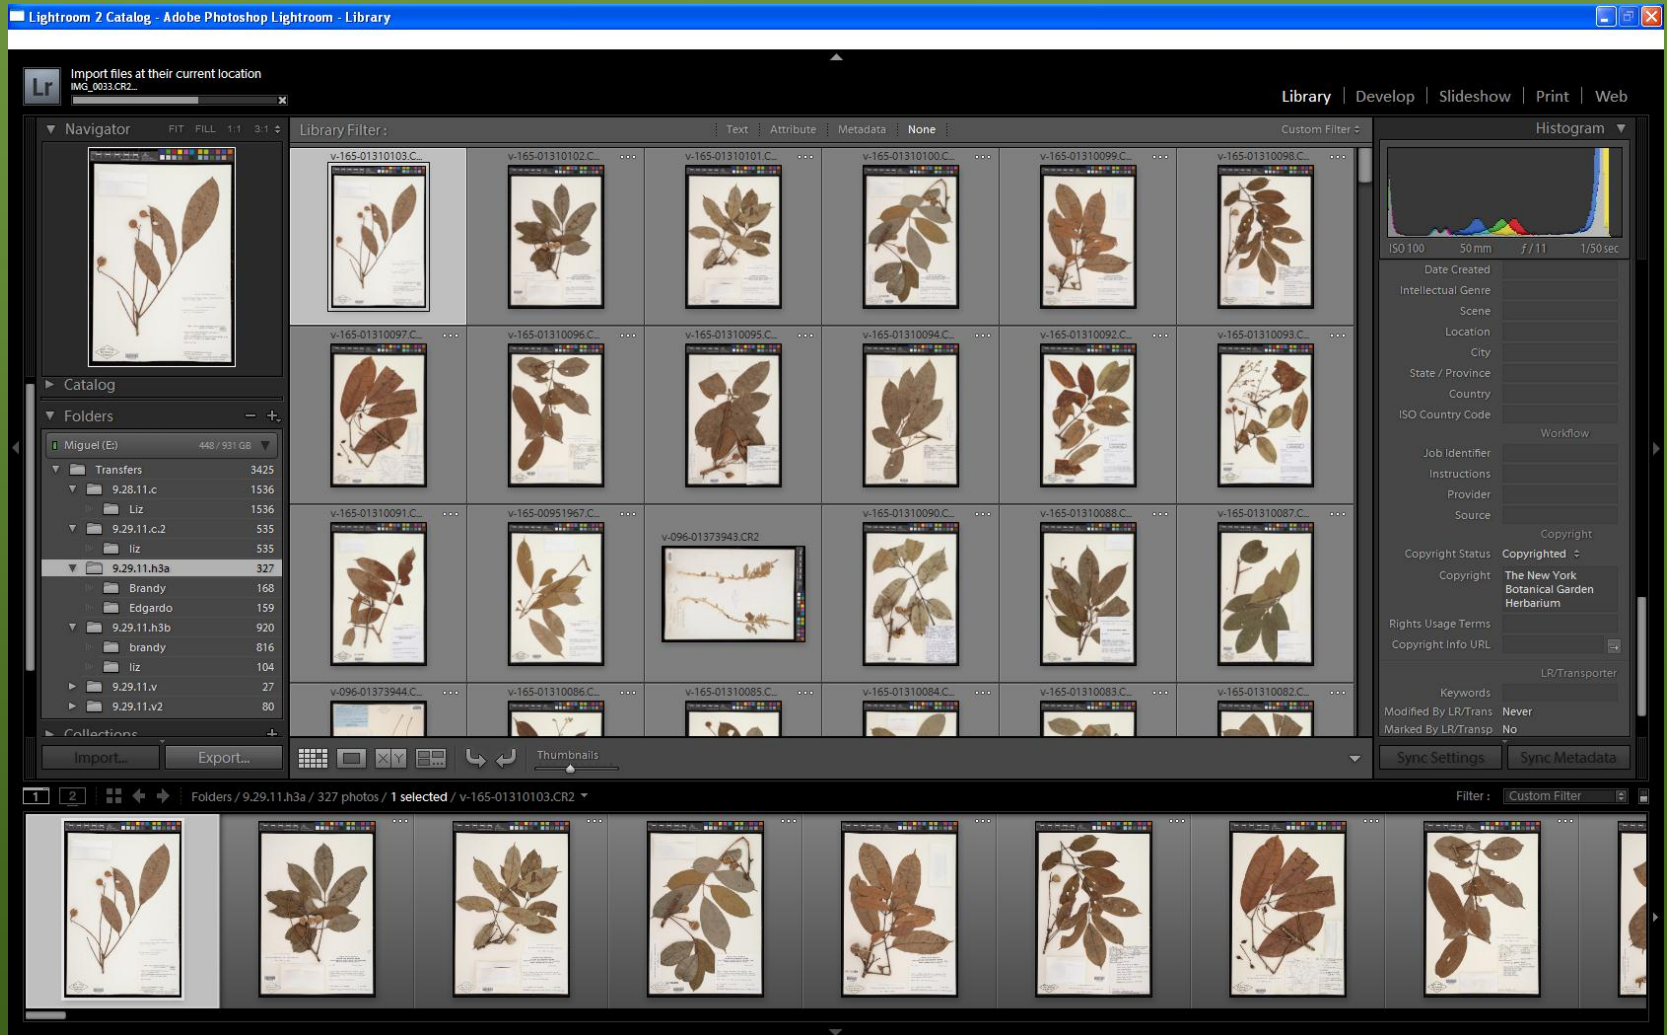 Lightroom 2 Catalog - Adobe Photoshop Lightroom - Library
Lr
Import files at their current location
IMG_0033.CR2...
Library | Develop | Slideshow | Print | Web
Navigator FIT FILL 1:1 3:1
Library Filter : Text Attribute Metadata None Custom Filter
Histogram
v-165-01310103.C... v-165-01310102.C... v-165-01310101.C... v-165-01310100.C... v-165-01310099.C... v-165-01310098.C...
ISO 100 50 mm f / 11 1/50 sec
v-165-01310097.C... v-165-01310096.C... v-165-01310095.C... v-165-01310094.C... v-165-01310092.C... v-165-01310093.C...
v-165-01310091.C... v-165-00951967.C... v-096-01373943.CR2 v-165-01310090.C... v-165-01310088.C... v-165-01310087.C...
v-096-01373944.C... v-165-01310086.C... v-165-01310085.C... v-165-01310084.C... v-165-01310083.C... v-165-01310082.C...
Catalog
Folders
Miguel (E:) 448 / 931 GB
Transfers 3425
9.28.11.c 1536
Liz 1536
9.29.11.c.2 535
liz 535
9.29.11.h3a 327
Brandy 168
Edgardo 159
9.29.11.h3b 920
brandy 816
liz 104
9.29.11.v 27
9.29.11.v2 80
Collections
Import... Export...
Thumbnails
Date Created
Intellectual Genre
Scene
Location
City
State / Province
Country
ISO Country Code
Workflow
Job Identifier
Instructions
Provider
Source
Copyright
Copyright Status Copyrighted
Copyright The New York
Botanical Garden
Herbarium
Rights Usage Terms
Copyright Info URL
LR/Transporter
Keywords
Modified By LR/Trans Never
Marked By LR/Transp No
Sync Settings Sync Metadata
1 2 Folders / 9.29.11.h3a / 327 photos / 1 selected / v-165-01310103.CR2
Filter : Custom Filter